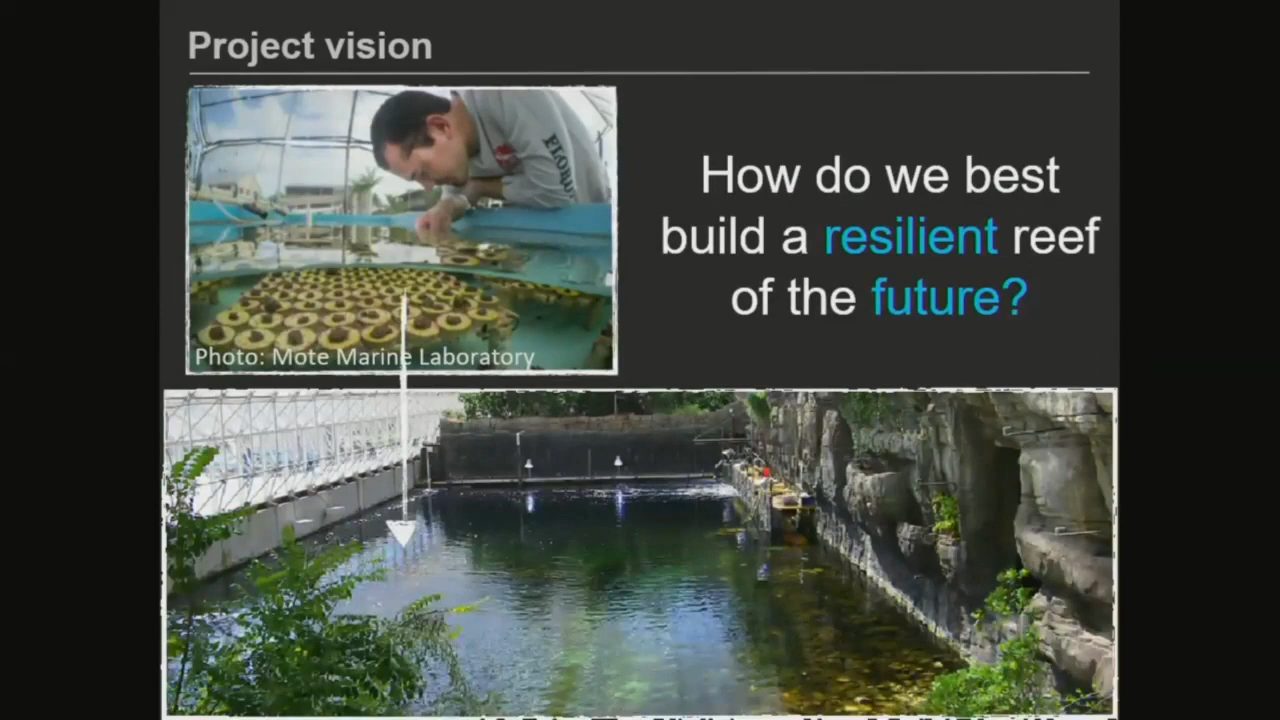 Project vision
How do we best
build a resilient reef
of the future?
Photo: Mote Marine Laboratory